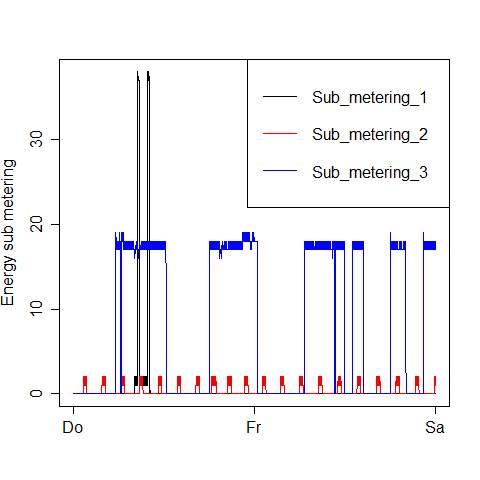 Sub_metering_1
Sub_metering_2
Sub_metering_3
Energy sub metering
30
20
10
0
Do Fr Sa